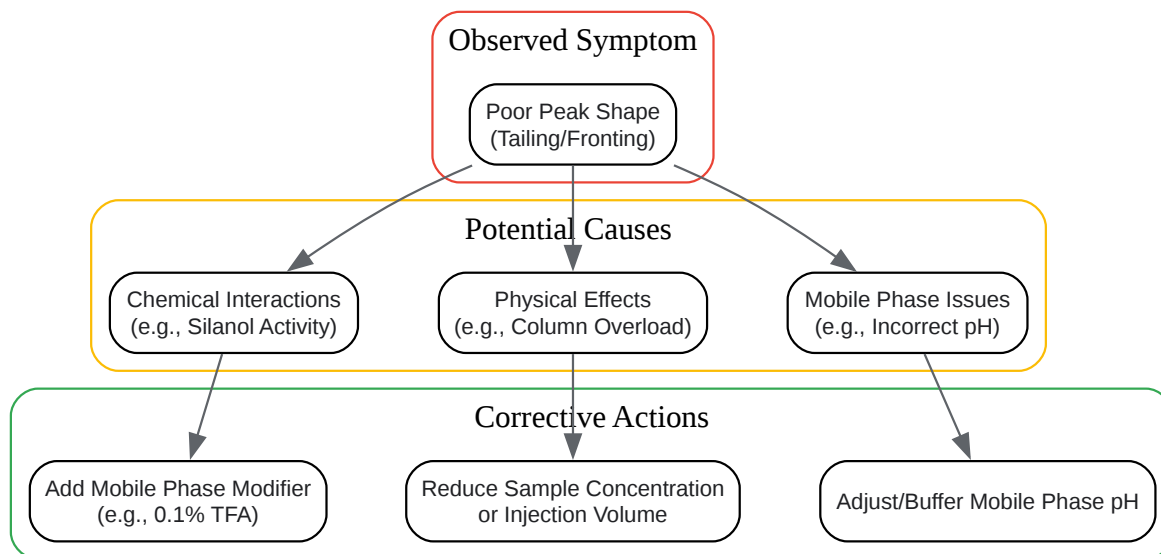 Observed Symptom
Poor Peak Shape
(Tailing/Fronting)
Potential Causes
Chemical Interactions
(e.g., Silanol Activity)
Physical Effects
(e.g., Column Overload)
Mobile Phase Issues
(e.g., Incorrect pH)
Corrective Actions
Add Mobile Phase Modifier
(e.g., 0.1% TFA)
Reduce Sample Concentration
or Injection Volume
Adjust/Buffer Mobile Phase pH